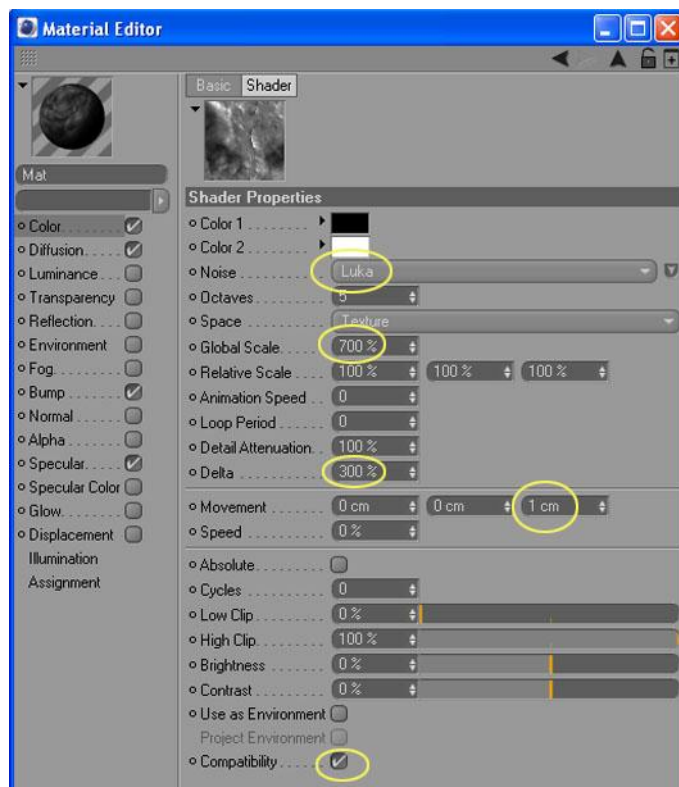 Material Editor
Basic Shader
Mat
Shader Properties
Color
Diffusion
Luminance
Transparency
Reflection
Environment
Fog
Bump
Normal
Alpha
Specular
Specular Color
Glow
Displacement
Illumination
Assignment
Color 1
Color 2
Noise Luka
Octaves 5
Space Texture
Global Scale 700 %
Relative Scale 100 % 100 % 100 %
Animation Speed 0
Loop Period 0
Detail Attenuation 100 %
Delta 300 %
Movement 0 cm 0 cm 1 cm
Speed 0 %
Absolute
Cycles 0
Low Clip 0 %
High Clip 100 %
Brightness 0 %
Contrast 0 %
Use as Environment
Project Environment
Compatibility